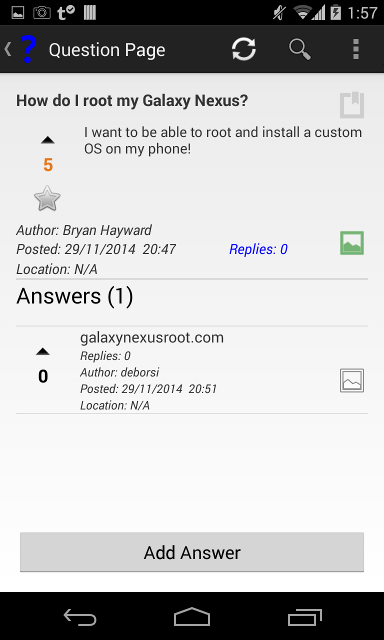 1:57
? Question Page
How do I root my Galaxy Nexus?
I want to be able to root and install a custom
OS on my phone!
5
Author: Bryan Hayward
Posted: 29/11/2014 20:47
Replies: 0
Location: N/A
Answers (1)
galaxynexusroot.com
0
Replies: 0
Author: deborsi
Posted: 29/11/2014 20:51
Location: N/A
Add Answer